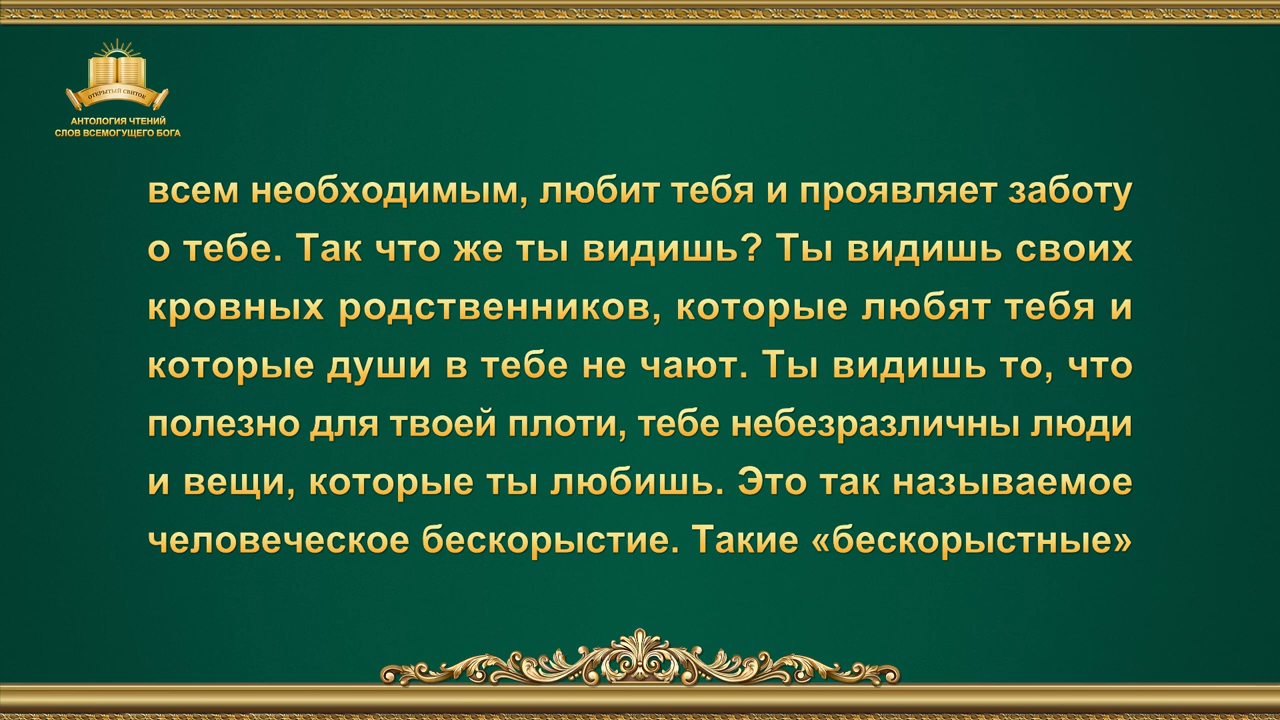 ОТКРЫТЫЙ СВИТОК
АНТОЛОГИЯ ЧТЕНИЙ
СЛОВ ВСЕМОГУЩЕГО БОГА
всем необходимым, любит тебя и проявляет заботу
о тебе. Так что же ты видишь? Ты видишь своих
кровных родственников, которые любят тебя и
которые души в тебе не чают. Ты видишь то, что
полезно для твоей плоти, тебе небезразличны люди
и вещи, которые ты любишь. Это так называемое
человеческое бескорыстие. Такие «бескорыстные»